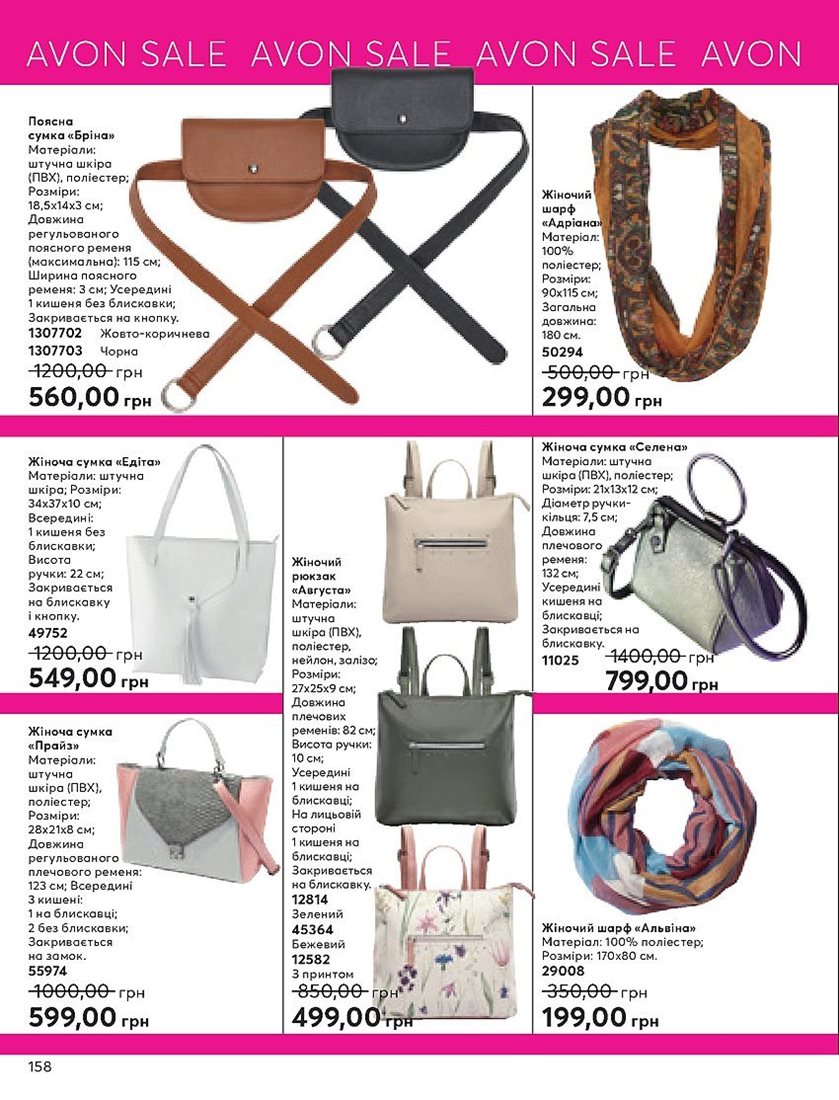 AVON SALE AVON SALE AVON SALE AVON
Поясна
сумка «Бріна»
Матеріали:
штучна шкіра
(ПВХ), поліестер;
Розміри:
18,5х14х3 см;
Довжина
регульованого
поясного ременя
(максимальна): 115 см;
Ширина поясного
ременя: 3 см; Усередині
1 кишеня без блискавки;
Закривається на кнопку.
1307702 Жовто-коричнева
1307703 Чорна
1200,00 грн
560,00 грн
Жіночий
шарф
«Адріана»
Матеріал:
100%
поліестер;
Розміри:
90х115 см;
Загальна
довжина:
180 см.
50294
500,00 грн
299,00 грн
Жіноча сумка «Едіта»
Матеріали: штучна
шкіра; Розміри:
34х37х10 см;
Всередині:
1 кишеня без
блискавки;
Висота
ручки: 22 см;
Закривається
на блискавку
і кнопку.
49752
1200,00 грн
549,00 грн
Жіночий
рюкзак
«Августа»
Матеріали:
штучна
шкіра (ПВХ),
поліестер,
нейлон, залізо;
Розміри:
27х25х9 см;
Довжина
плечових
ременів: 82 см;
Висота ручки:
10 см;
Усередині
1 кишеня на
блискавці;
На лицьовій
стороні
1 кишеня на
блискавці;
Закривається
на блискавку.
12814
Зелений
45364
Бежевий
12582
З принтом
850,00 грн
499,00 грн
Жіноча сумка «Селена»
Матеріали: штучна
шкіра (ПВХ), поліестер;
Розміри: 21х13х12 см;
Діаметр ручки-
кільця: 7,5 см;
Довжина
плечового
ременя:
132 см;
Усередині
кишеня на
блискавці;
Закривається на
блискавку.
11025
1400,00 грн
799,00 грн
Жіноча сумка
«Прайз»
Матеріали:
штучна
шкіра (ПВХ),
поліестер;
Розміри:
28х21х8 см;
Довжина
регульованого
плечового ременя:
123 см; Всередині
3 кишені:
1 на блискавці;
2 без блискавки;
Закривається
на замок.
55974
1000,00 грн
599,00 грн
Жіночий шарф «Альвіна»
Матеріал: 100% поліестер;
Розміри: 170х80 см.
29008
350,00 грн
199,00 грн
158